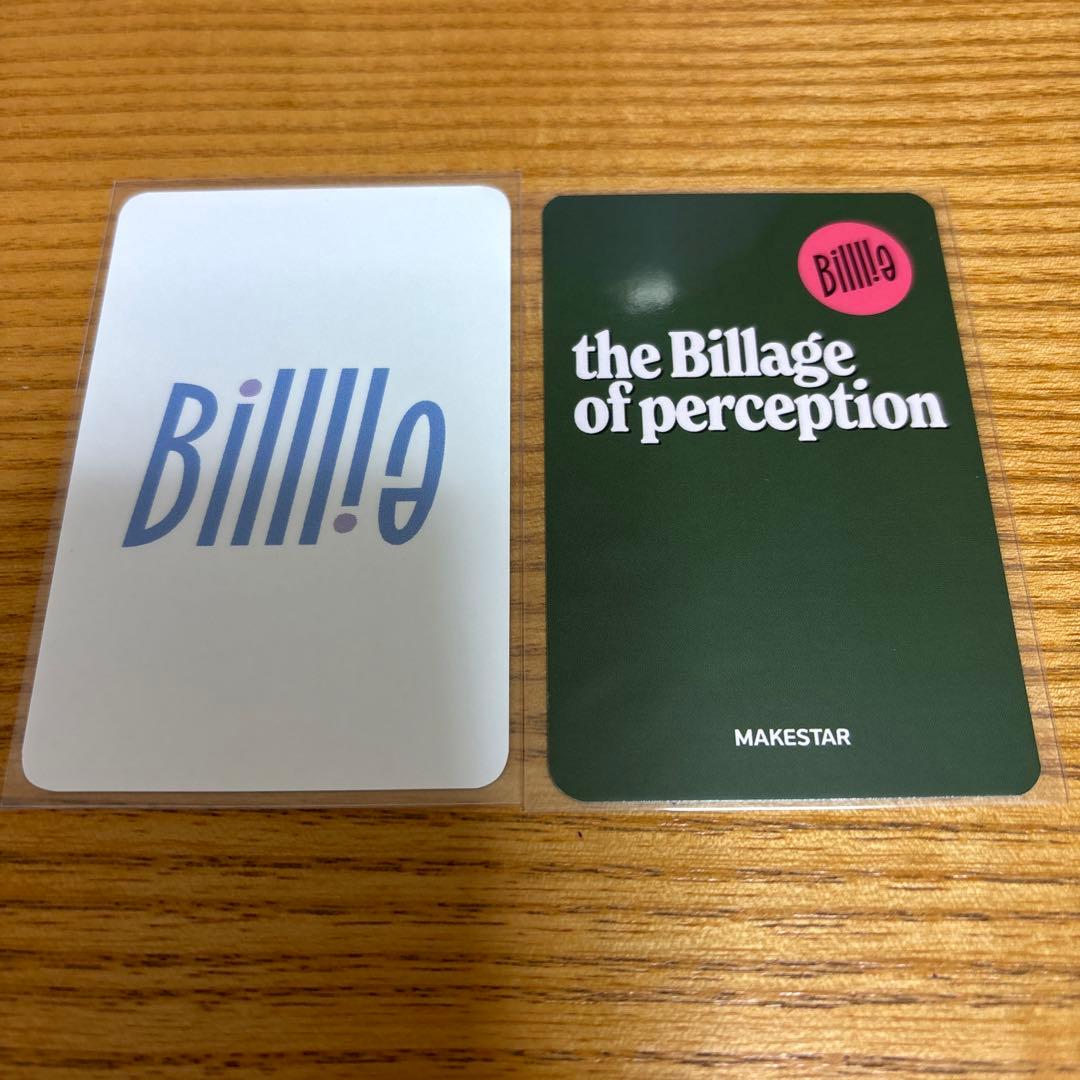 Billlie
Billlie
the Billage
of perception
MAKESTAR